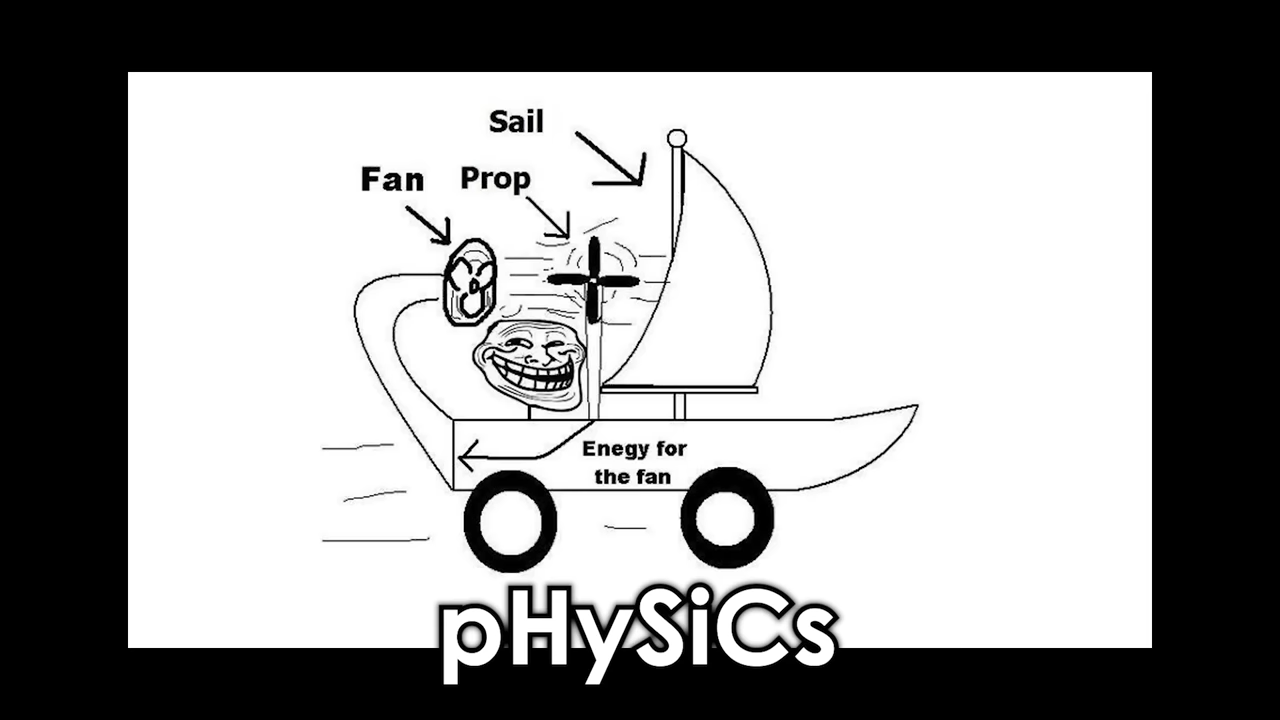 Sail
Fan
Prop
Enegy for
the fan
pHySiCs